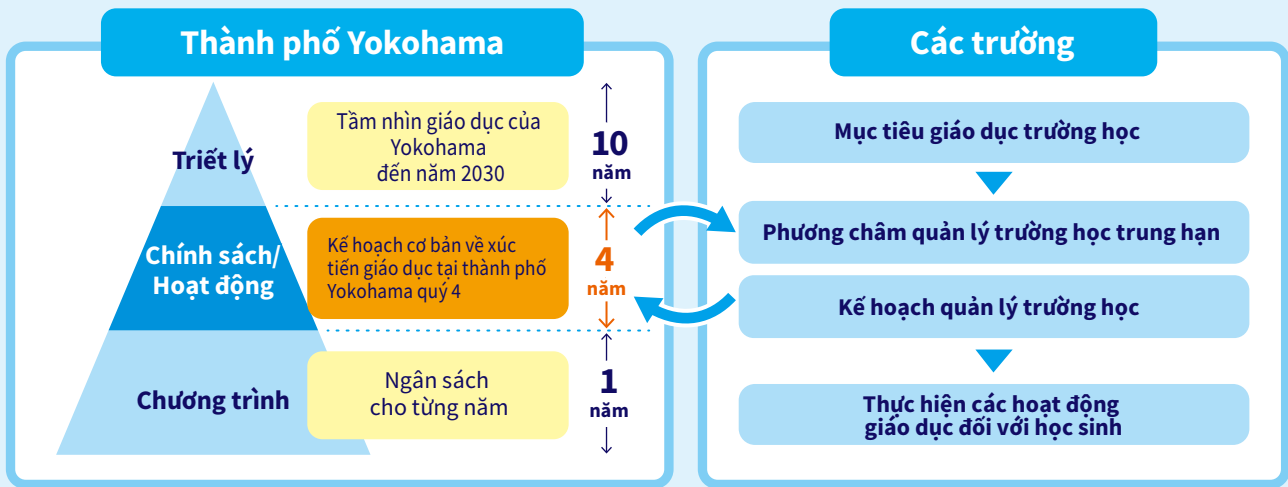 Thành phố Yokohama
Triết lý
Tầm nhìn giáo dục của
Yokohama
đến năm 2030
10
năm
Chính sách/
Hoạt động
Kế hoạch cơ bản về xúc
tiến giáo dục tại thành phố
Yokohama quý 4
4
năm
Chương trình
Ngân sách
cho từng năm
1
năm
Các trường
Mục tiêu giáo dục trường học
Phương châm quản lý trường học trung hạn
Kế hoạch quản lý trường học
Thực hiện các hoạt động
giáo dục đối với học sinh